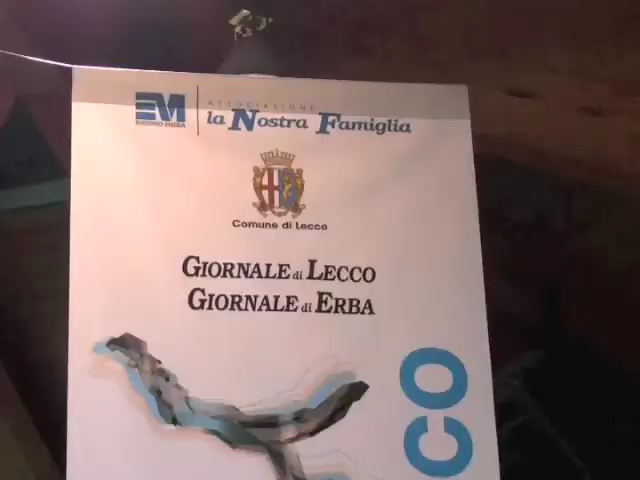 EM
ASSOCIAZIONE
la Nostra Famiglia
Comune di Lecco
GIORNALE di LECCO
GIORNALE di ERBA
CO